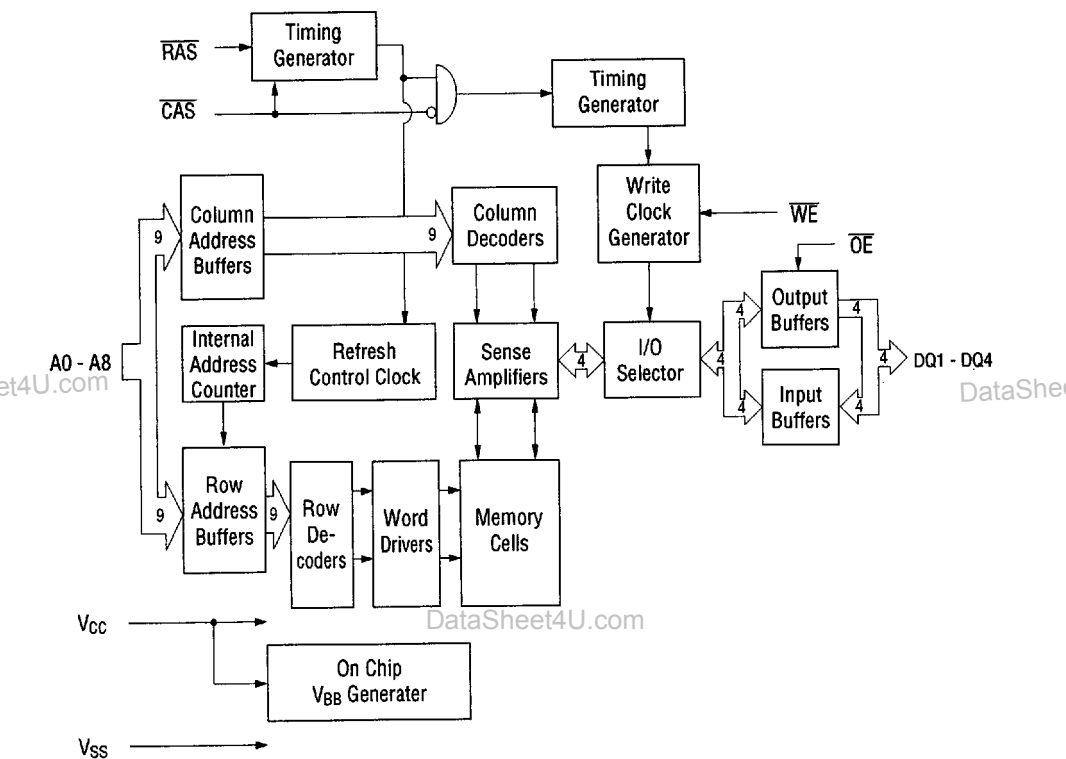 Timing
Generator
RAS
CAS
Timing
Generator
Write
Clock
Generator
WE
OE
Column
Address
Buffers
9
9
Column
Decoders
Output
Buffers
4
4
Internal
Address
Counter
Refresh
Control Clock
Sense
Amplifiers
4
I/O
Selector
4
4
DQ1 - DQ4
A0 - A8
eet4U.com
DataShee
Input
Buffers
4
4
Row
Address
Buffers
9
9
Row
De-
coders
Word
Drivers
Memory
Cells
DataSheet4U.com
VCC
On Chip
VBB Generater
VSS